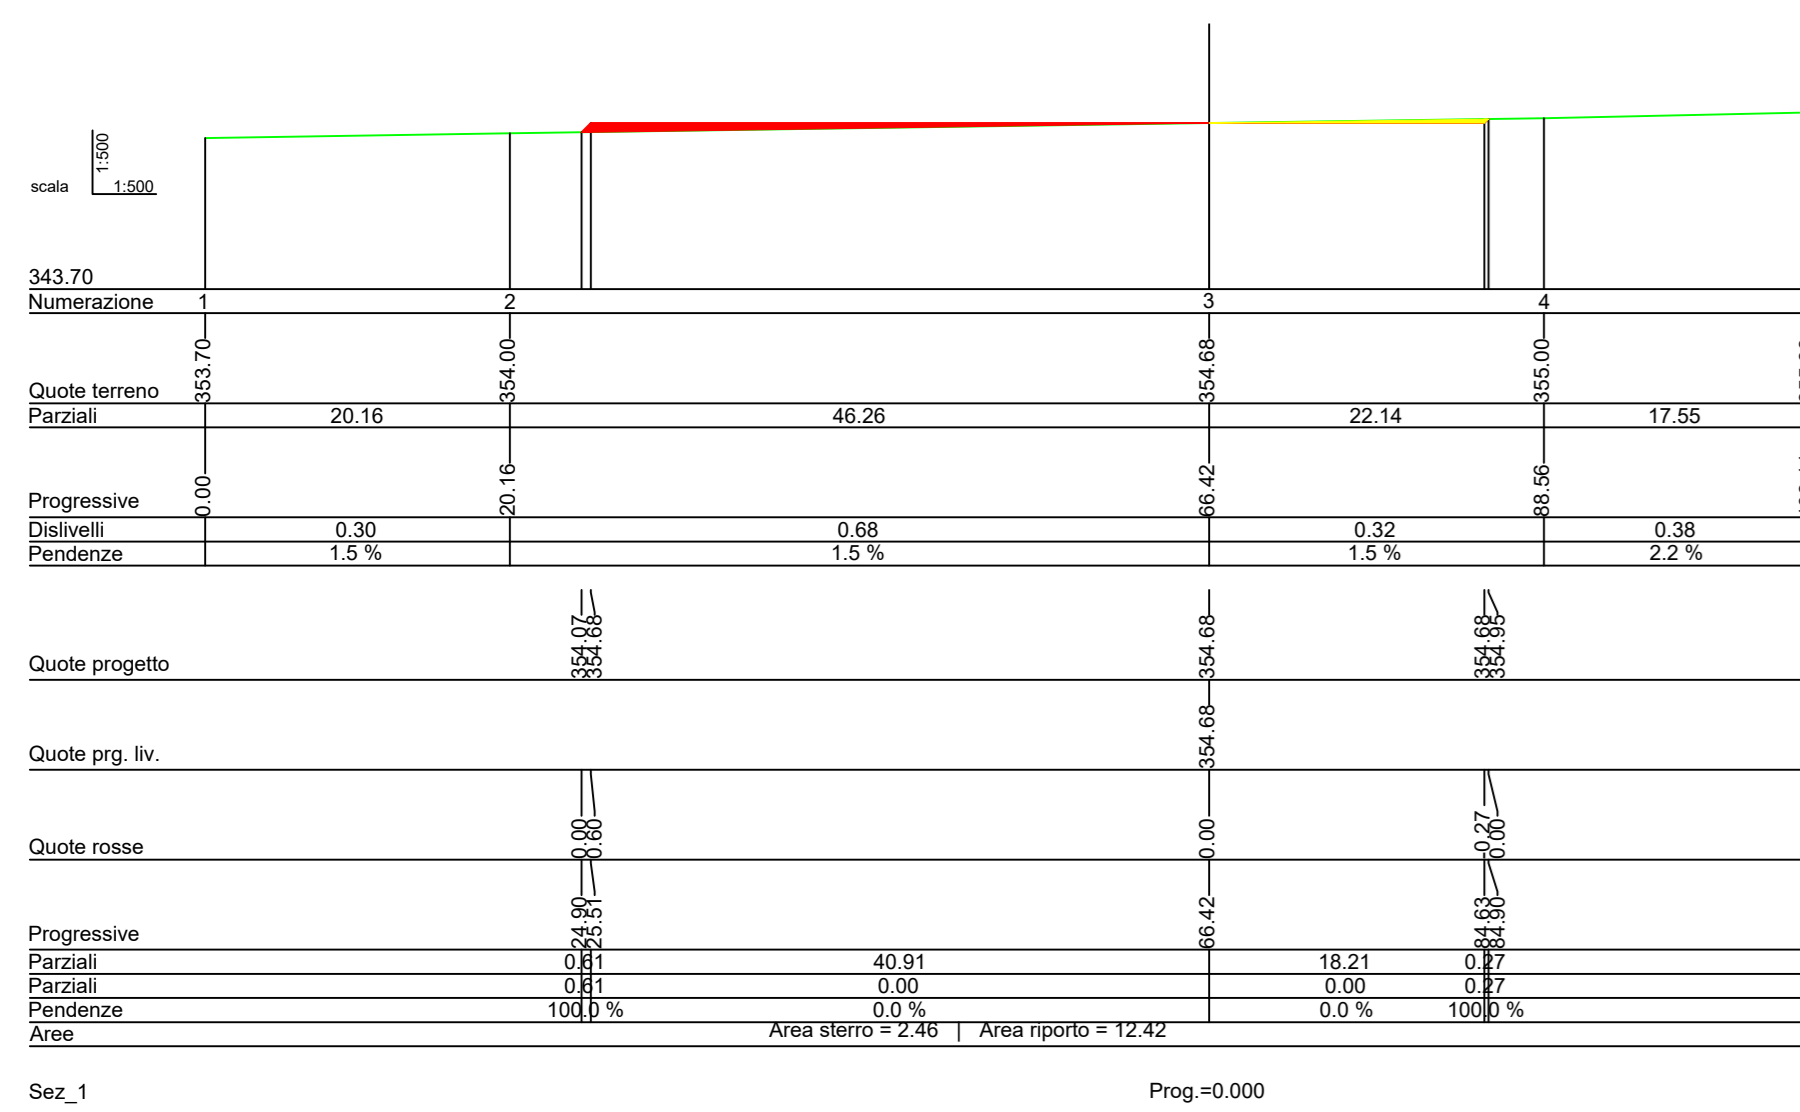 1:500
scala 1:500
343.70
Numerazione 1 2 3 4
Quote terreno 353.70 354.00 354.68 355.00
Parziali 20.16 46.26 22.14 17.55
Progressive 0.00 20.16 66.42 88.56
Dislivelli 0.30 0.68 0.32 0.38
Pendenze 1.5 % 1.5 % 1.5 % 2.2 %
Quote progetto 354.07 354.68 354.68 354.68 354.95
Quote prg. liv. 354.68
Quote rosse 0.00 0.60 0.00 -0.27 0.00
Progressive 24.90 25.51 66.42 84.63 84.90
Parziali 0.61 40.91 18.21 0.27
Parziali 0.61 0.00 0.00 0.27
Pendenze 100.0 % 0.0 % 0.0 % 100.0 %
Aree Area sterro = 2.46 | Area riporto = 12.42
Sez_1 Prog.=0.000